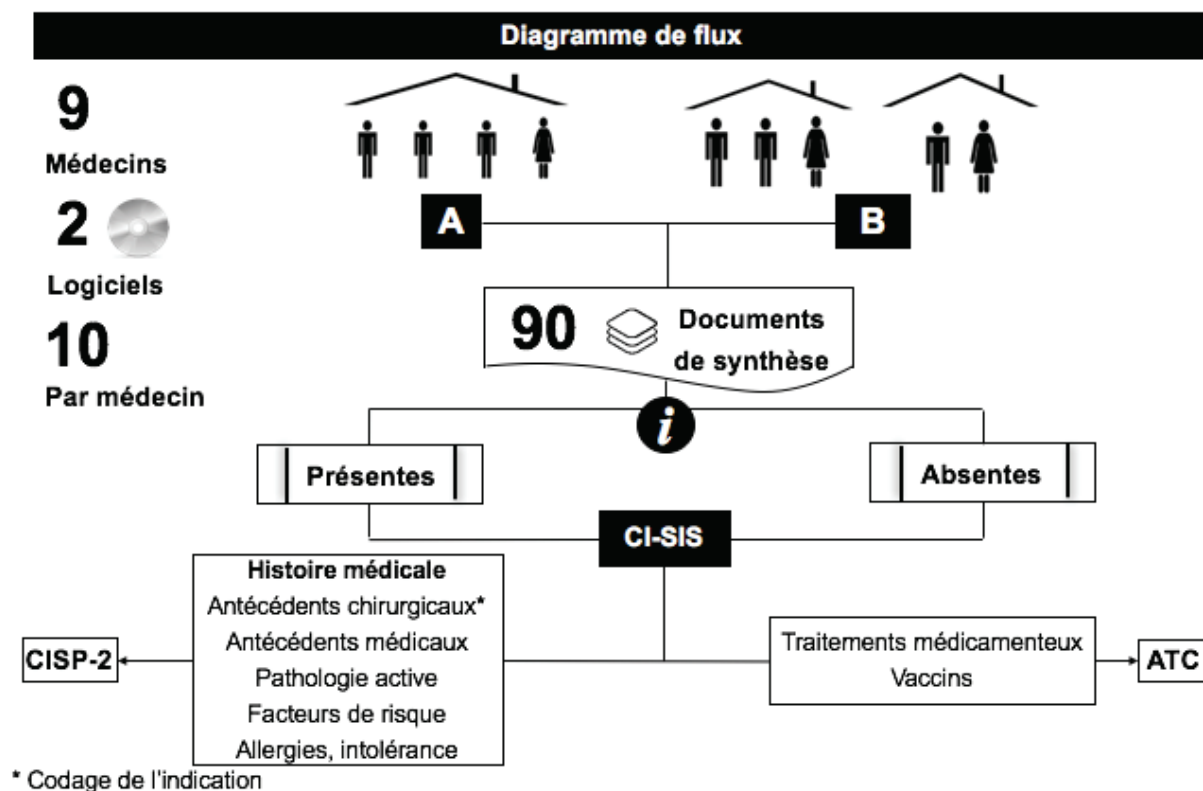 Diagramme de flux
9
Médecins
2
Logiciels
10
Par médecin
A
B
90
Documents
de synthèse
i
Présentes
Absentes
CI-SIS
Histoire médicale
Antécédents chirurgicaux*
Antécédents médicaux
Pathologie active
Facteurs de risque
Allergies, intolérance
CISP-2
Traitements médicamenteux
Vaccins
ATC
* Codage de l'indication